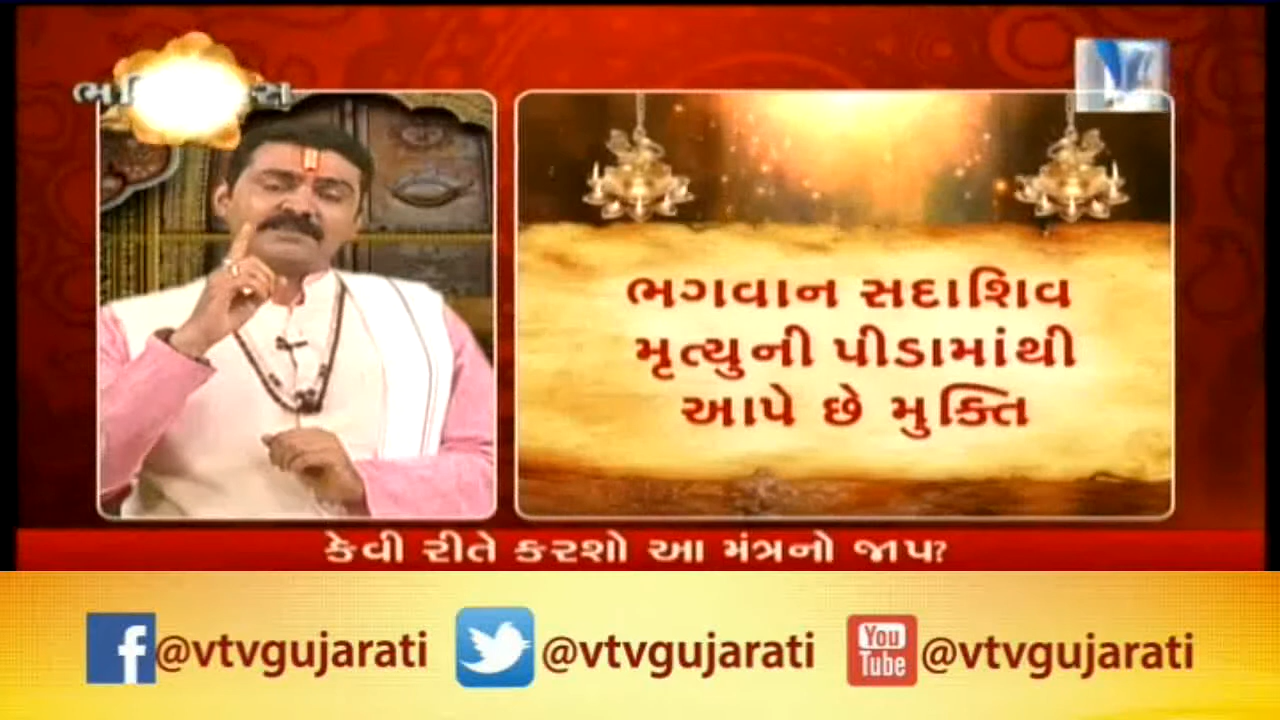 ભગવાન સદાશિવ
મૃત્યુની પીડામાંથી
આપે છે મુક્તિ
કેવી રીતે કરશો આ મંત્રનો જાપ?
@vtvgujarati
@vtvgujarati
You Tube @vtvgujarati